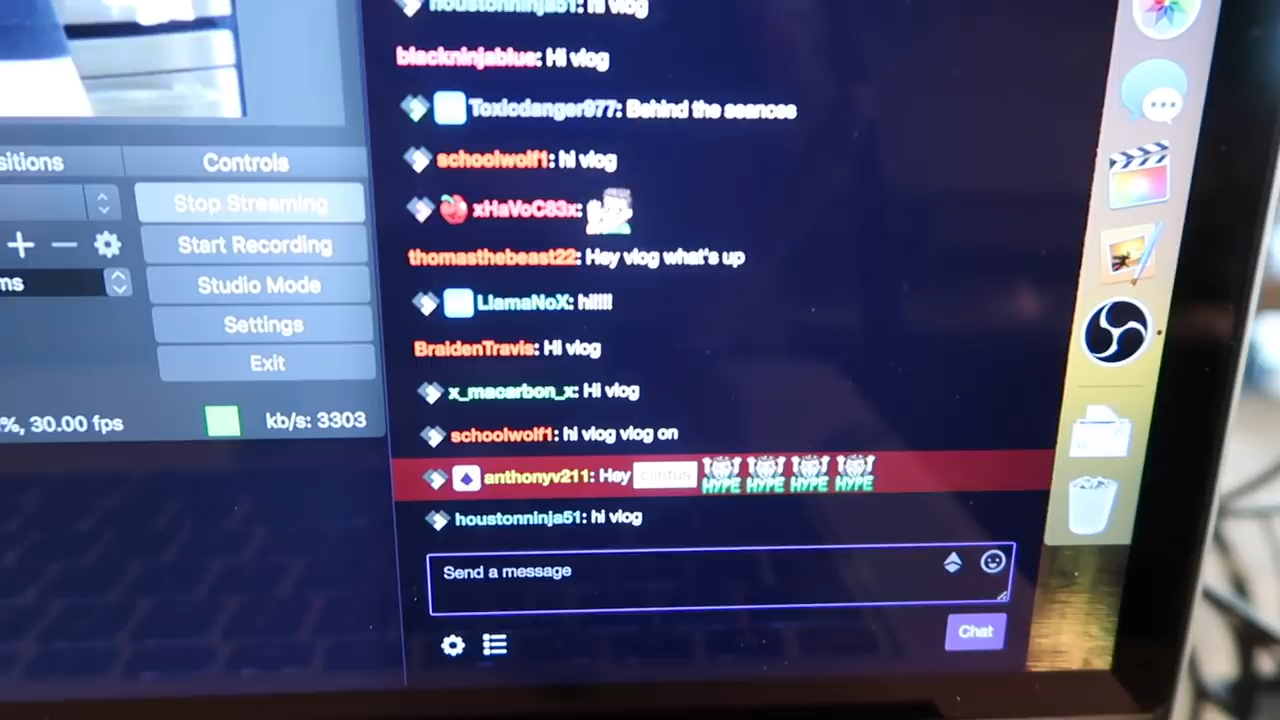 houstonninja51: hi vlog
blackninjablue: Hi vlog
Toxicdanger977: Behind the seances
schoolwolf1: hi vlog
xHaVoC83x:
thomasthebeast22: Hey vlog what's up
LlamaNoX: hi!!!!
BraidenTravis: Hi vlog
x_macarbon_x: Hi vlog
schoolwolf1: hi vlog vlog on
anthonyv211: Hey clintus HYPE HYPE HYPE HYPE
houstonninja51: hi vlog
Send a message
Chat
sitions
Controls
Stop Streaming
Start Recording
ms
Studio Mode
Settings
Exit
%, 30.00 fps
kb/s: 3303